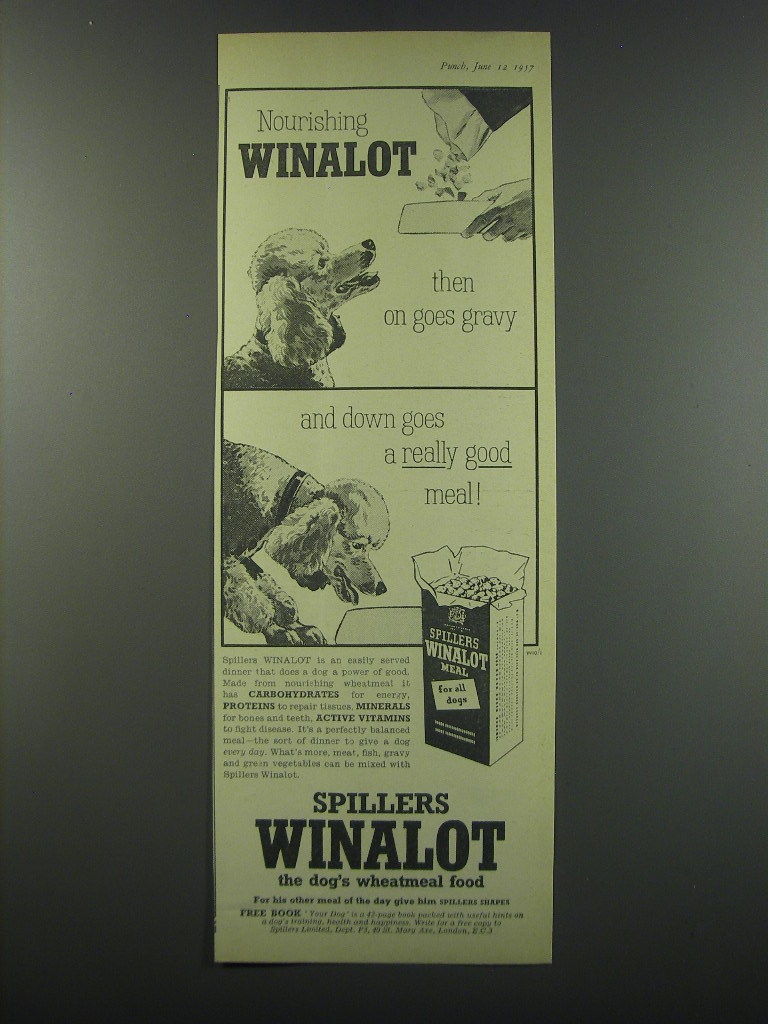 Punch, June 12 1957
Nourishing
WINALOT
then
on goes gravy
and down goes
a really good
meal!
SPILLERS
WINALOT
MEAL
for all
dogs
Spillers WINALOT is an easily served
dinner that does a dog a power of good.
Made from nourishing wheatmeal it
has CARBOHYDRATES for energy,
PROTEINS to repair tissues, MINERALS
for bones and teeth, ACTIVE VITAMINS
to fight disease. It's a perfectly balanced
meal—the sort of dinner to give a dog
every day. What's more, meat, fish, gravy
and green vegetables can be mixed with
Spillers Winalot.
SPILLERS
WINALOT
the dog's wheatmeal food
For his other meal of the day give him SPILLERS SHAPES
FREE BOOK 'Your Dog' is a 42-page book packed with useful hints on
a dog's training, health and happiness. Write for a free copy to
Spillers Limited, Dept. P3, 40 St. Mary Axe, London, E C 3